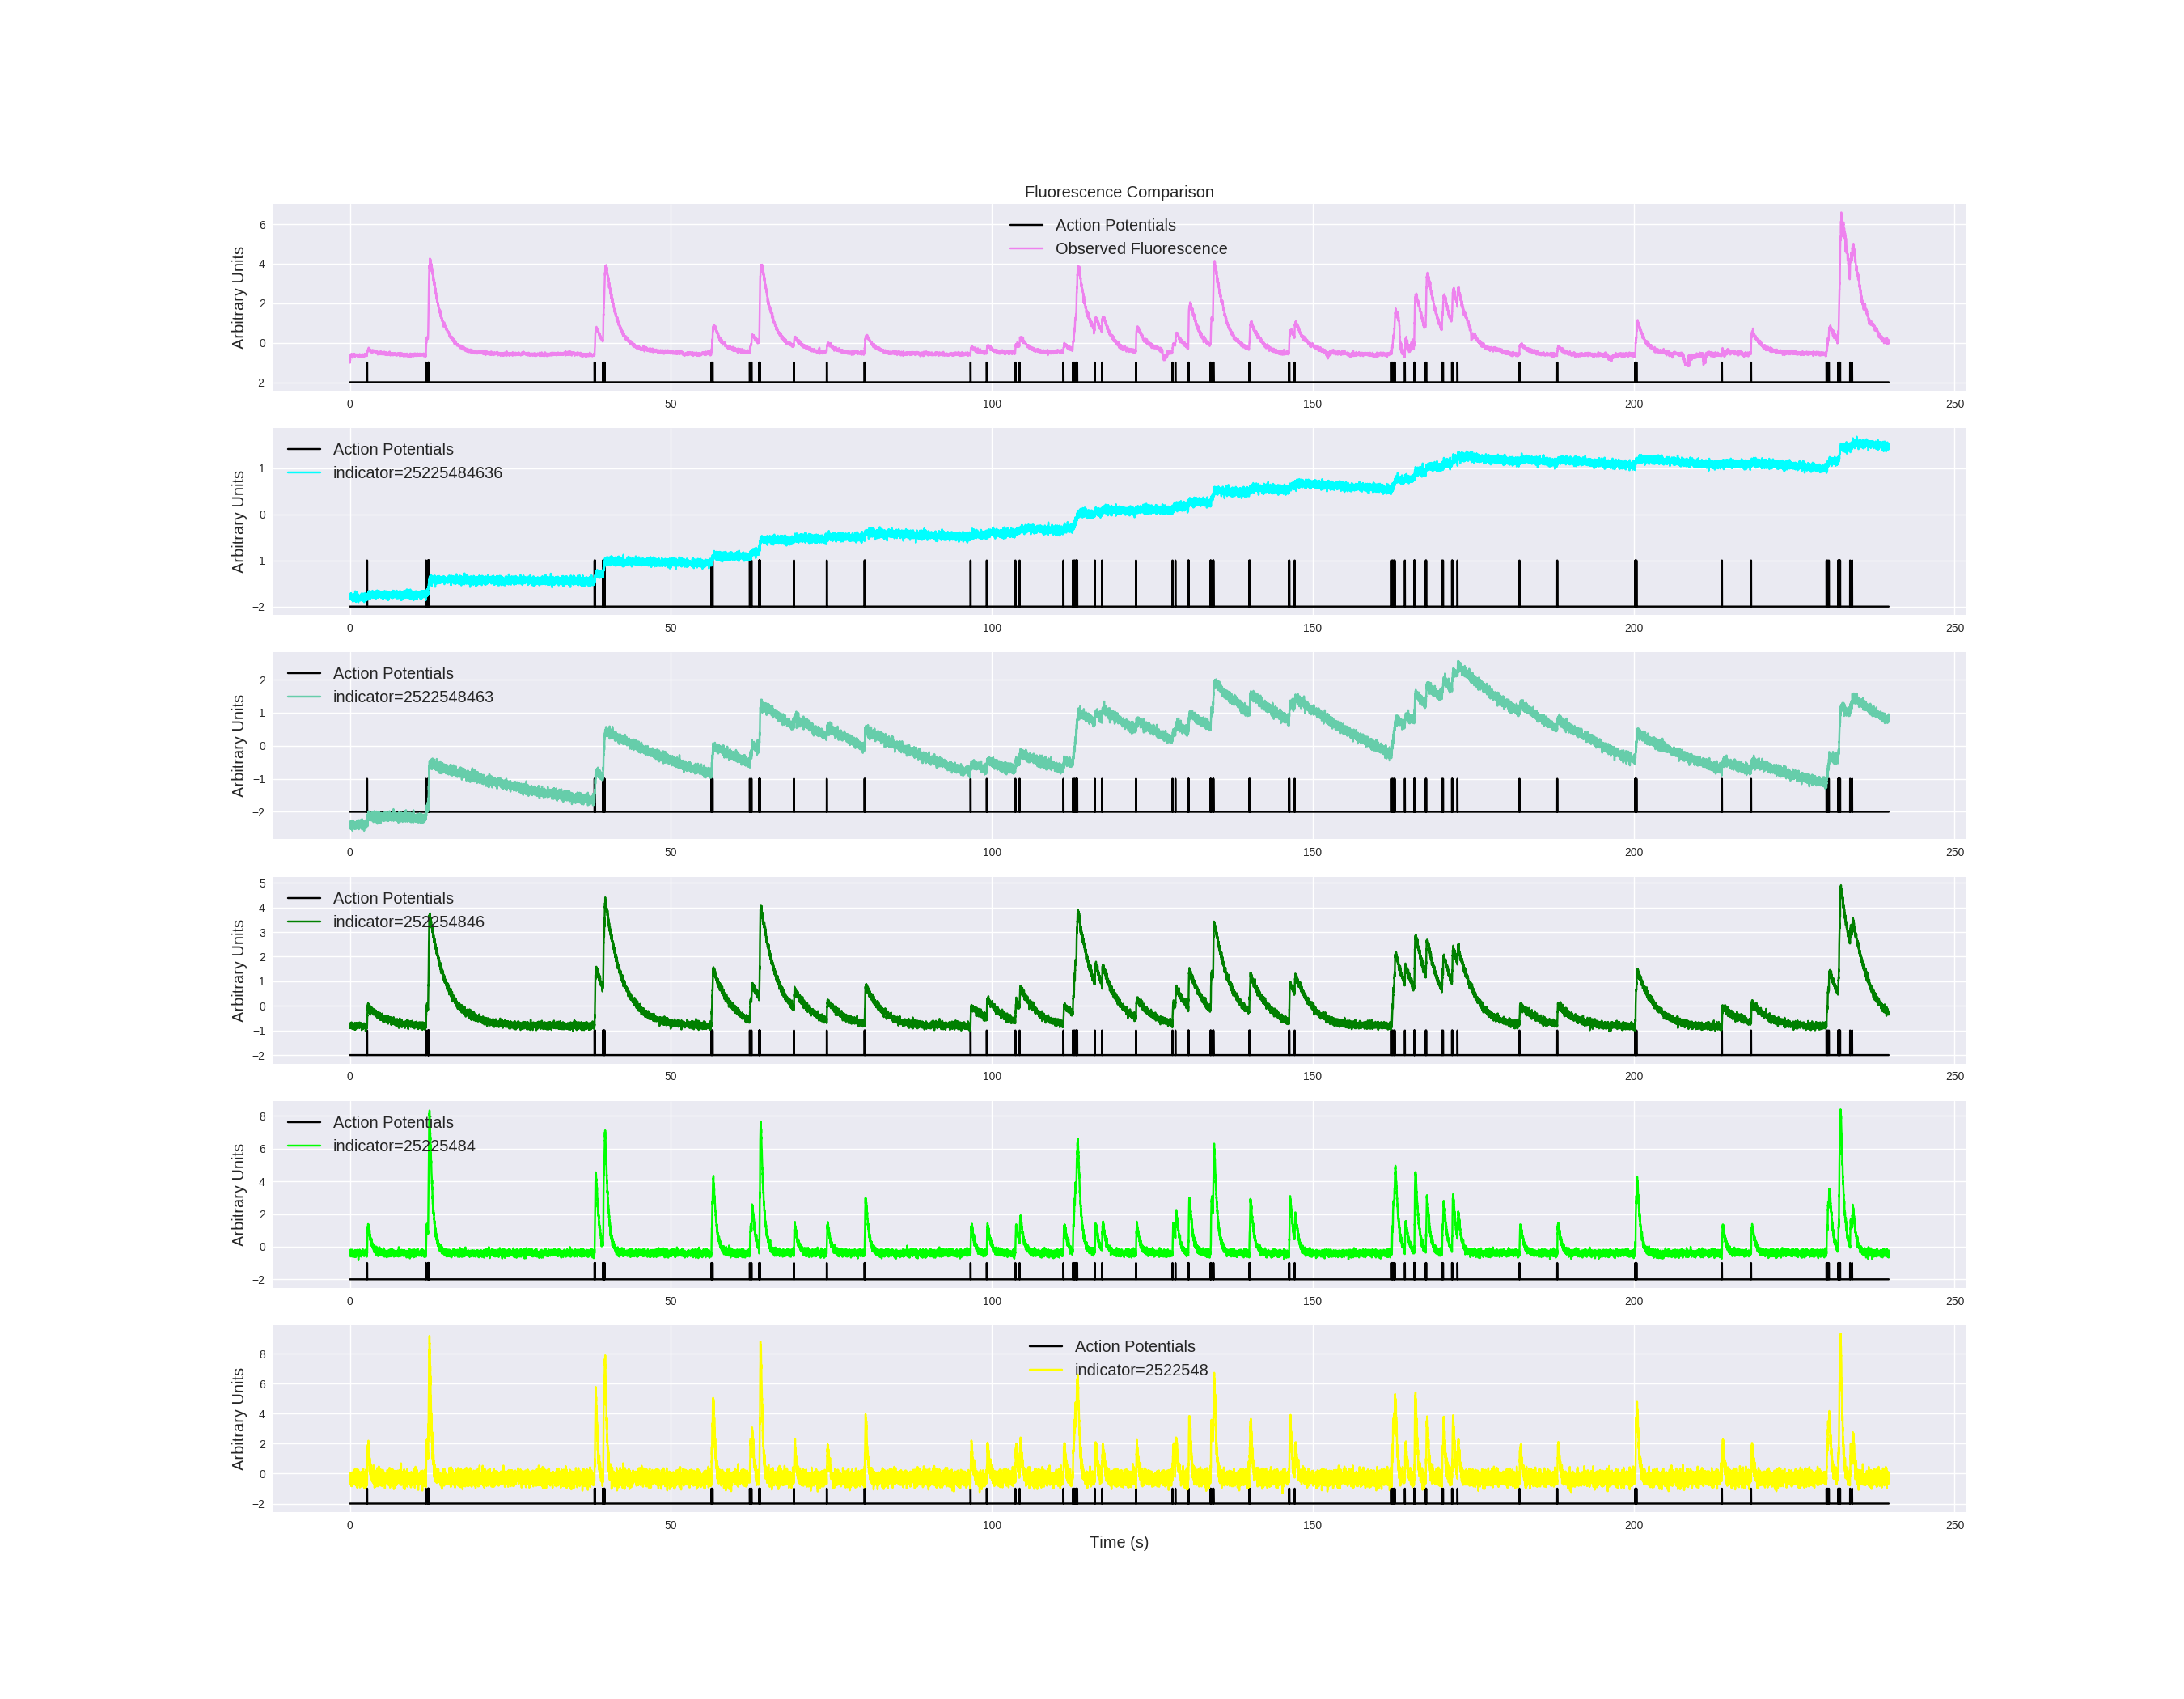 Fluorescence Comparison
Arbitrary Units
6
4
2
0
−2
Action Potentials
Observed Fluorescence
0 50 100 150 200 250
Arbitrary Units
1
0
−1
−2
Action Potentials
indicator=25225484636
0 50 100 150 200 250
Arbitrary Units
2
1
0
−1
−2
Action Potentials
indicator=2522548463
0 50 100 150 200 250
Arbitrary Units
5
4
3
2
1
0
−1
−2
Action Potentials
indicator=252254846
0 50 100 150 200 250
Arbitrary Units
8
6
4
2
0
−2
Action Potentials
indicator=25225484
0 50 100 150 200 250
Arbitrary Units
8
6
4
2
0
−2
Action Potentials
indicator=2522548
0 50 100 150 200 250
Time (s)